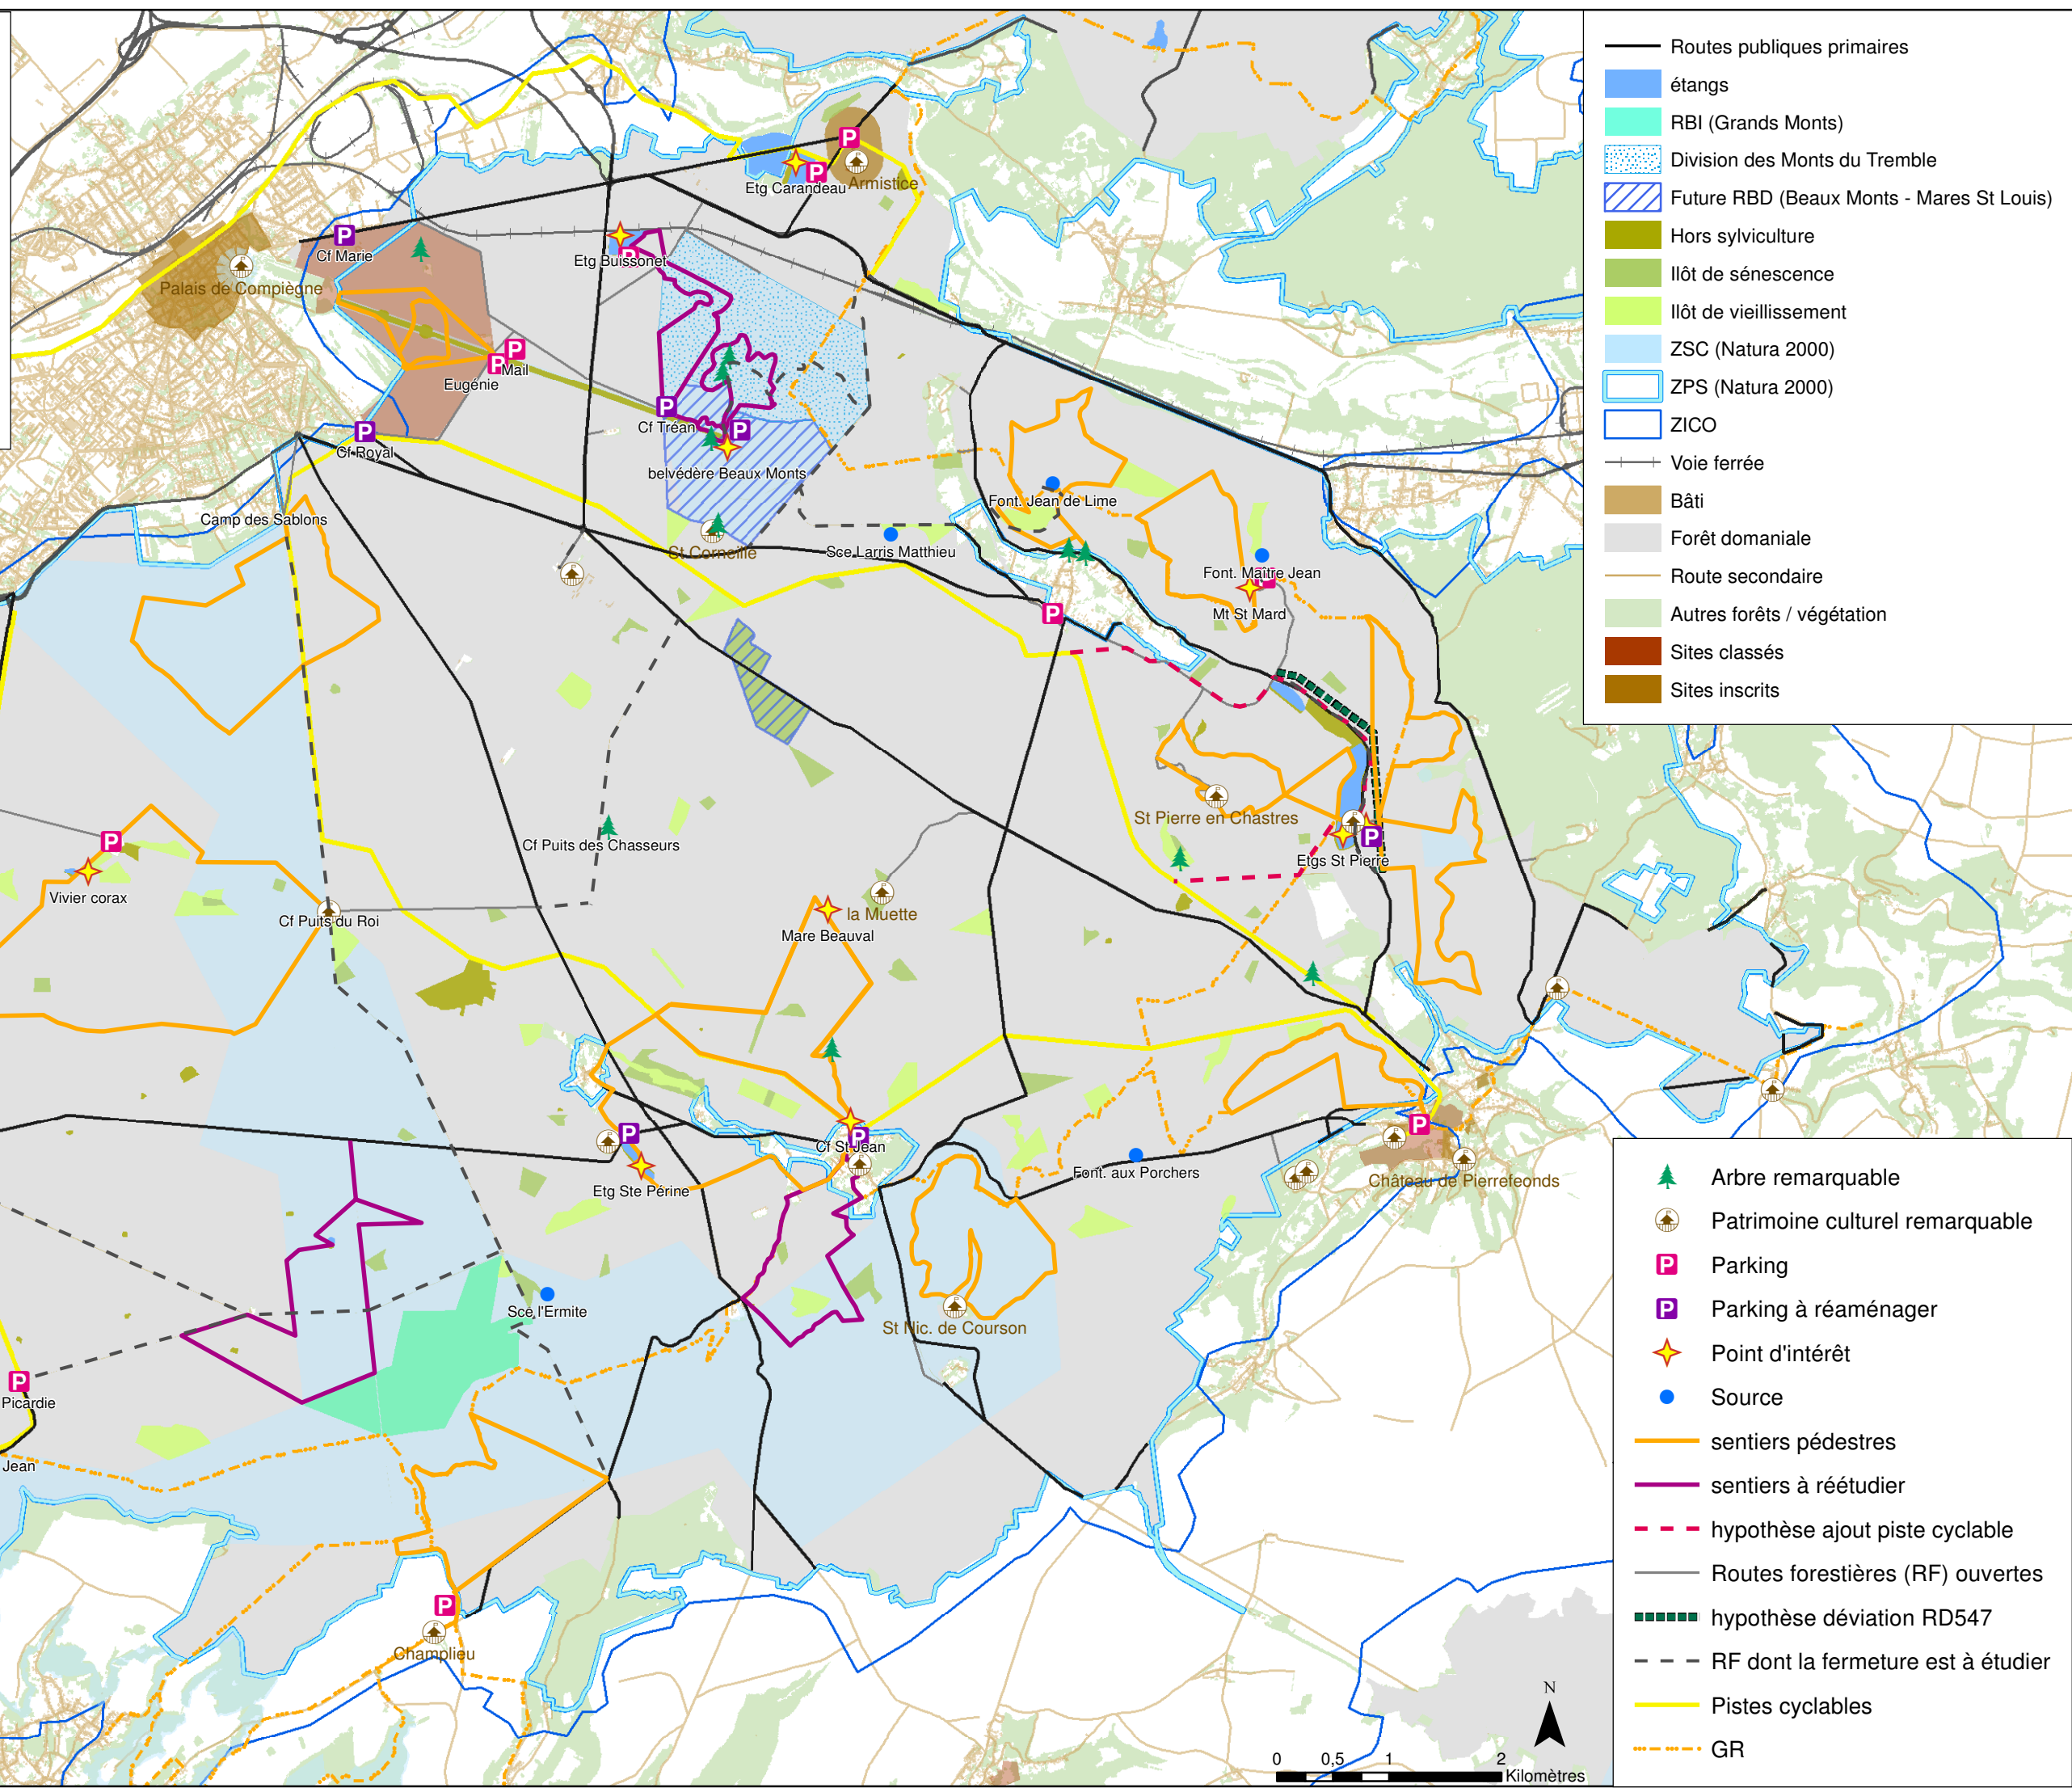 Routes publiques primaires
étangs
RBI (Grands Monts)
Division des Monts du Tremble
Future RBD (Beaux Monts - Mares St Louis)
Hors sylviculture
Ilôt de sénescence
Ilôt de vieillissement
ZSC (Natura 2000)
ZPS (Natura 2000)
ZICO
Voie ferrée
Bâti
Forêt domaniale
Route secondaire
Autres forêts / végétation
Sites classés
Sites inscrits
P
P
Etg Carandeau
Armistice
P
Cf Marie
Etg Buissonet
P
Palais de Compiègne
P
P
Mail
Eugénie
P
Cf Tréan
P
P
Cf Royal
belvédère Beaux Monts
Camp des Sablons
Font. Jean de Lime
St Corneille
Sce Larris Matthieu
Font. Maître Jean
P
Mt St Mard
P
St Pierre en Chastres
P
Cf Puits des Chasseurs
P
Etgs St Pierre
Vivier corax
Cf Puits du Roi
la Muette
Mare Beauval
P
P
Cf St Jean
P
Etg Ste Périne
Font. aux Porchers
Château de Pierrefeonds
Sce l'Ermite
St Nic. de Courson
P
Picardie
Jean
P
Champlieu
Arbre remarquable
Patrimoine culturel remarquable
P Parking
P Parking à réaménager
Point d'intérêt
Source
sentiers pédestres
sentiers à réétudier
hypothèse ajout piste cyclable
Routes forestières (RF) ouvertes
hypothèse déviation RD547
RF dont la fermeture est à étudier
Pistes cyclables
GR
N
0 0,5 1 2
Kilomètres